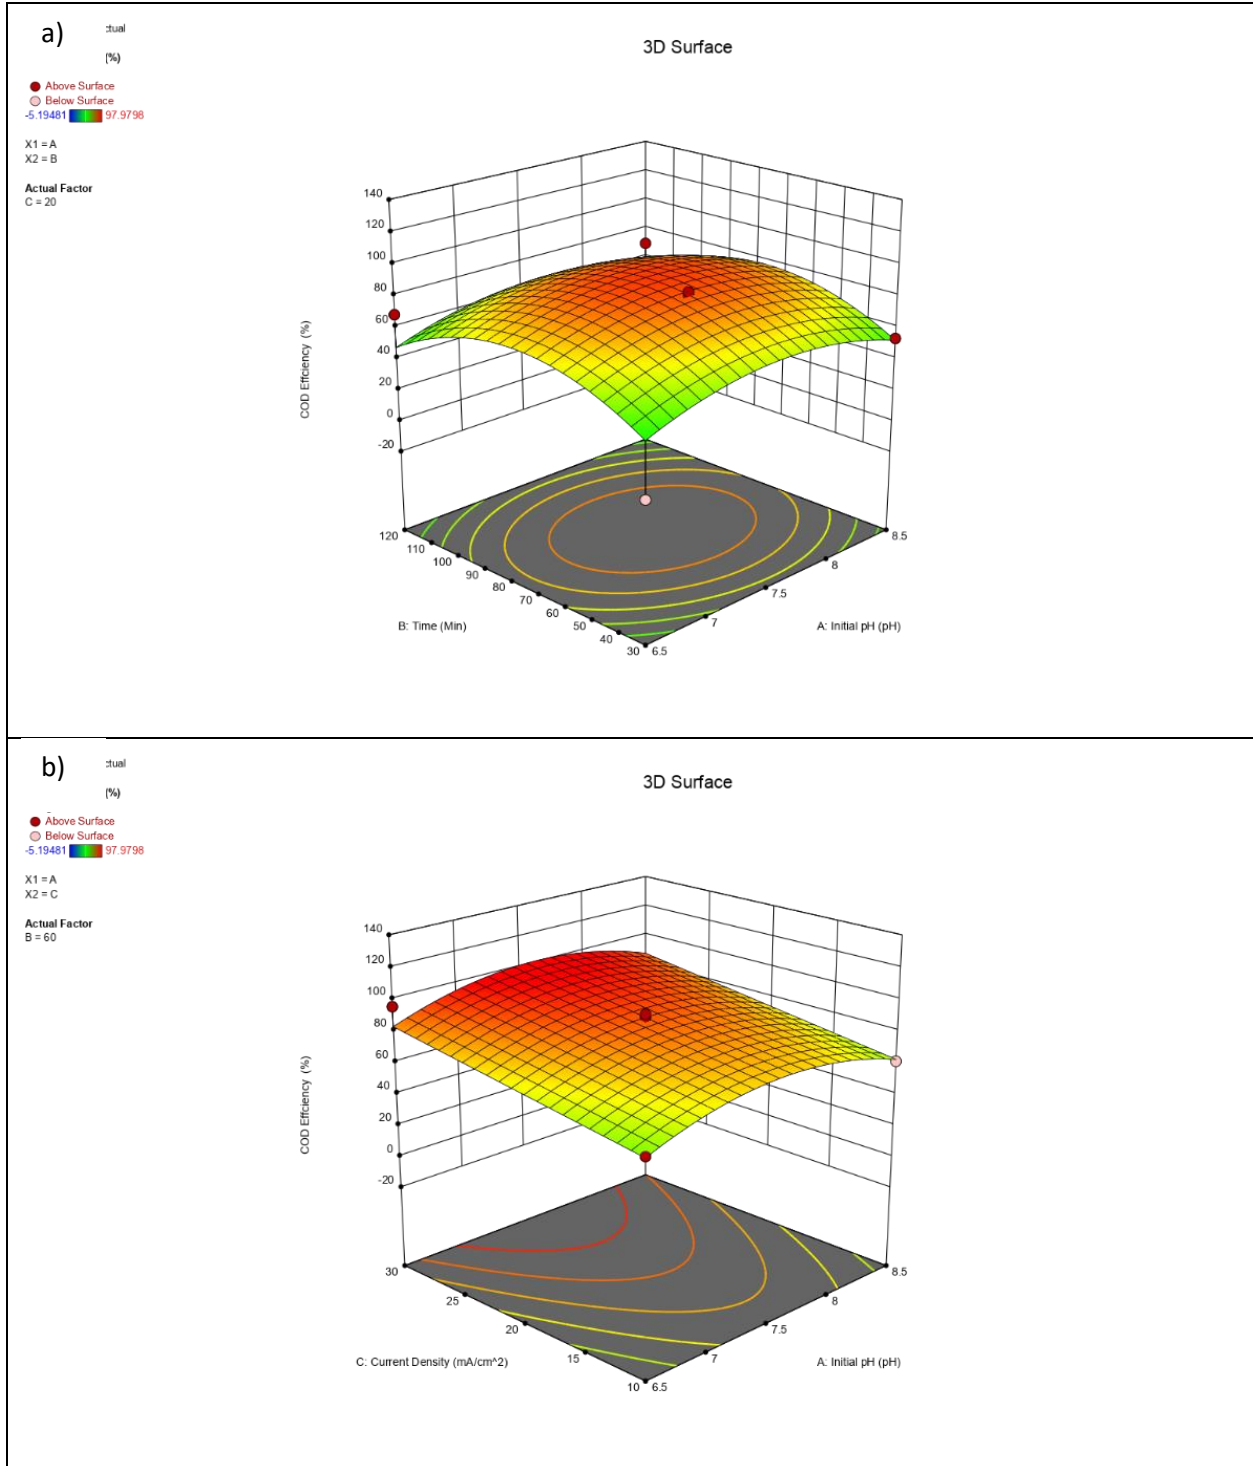 a)
ctual
(%)
3D Surface
Above Surface
Below Surface
-5.19481 97.9798
X1 = A
X2 = B
Actual Factor
C = 20
140
120
100
80
60
40
20
0
-20
COD Effciency (%)
120
110
100
90
80
70
60
50
40
30
6.5
7
7.5
8
8.5
B: Time (Min)
A: Initial pH (pH)
b)
ctual
(%)
3D Surface
Above Surface
Below Surface
-5.19481 97.9798
X1 = A
X2 = C
Actual Factor
B = 60
140
120
100
80
60
40
20
0
-20
COD Effciency (%)
30
25
20
15
10
6.5
7
7.5
8
8.5
C: Current Density (mA/cm^2)
A: Initial pH (pH)